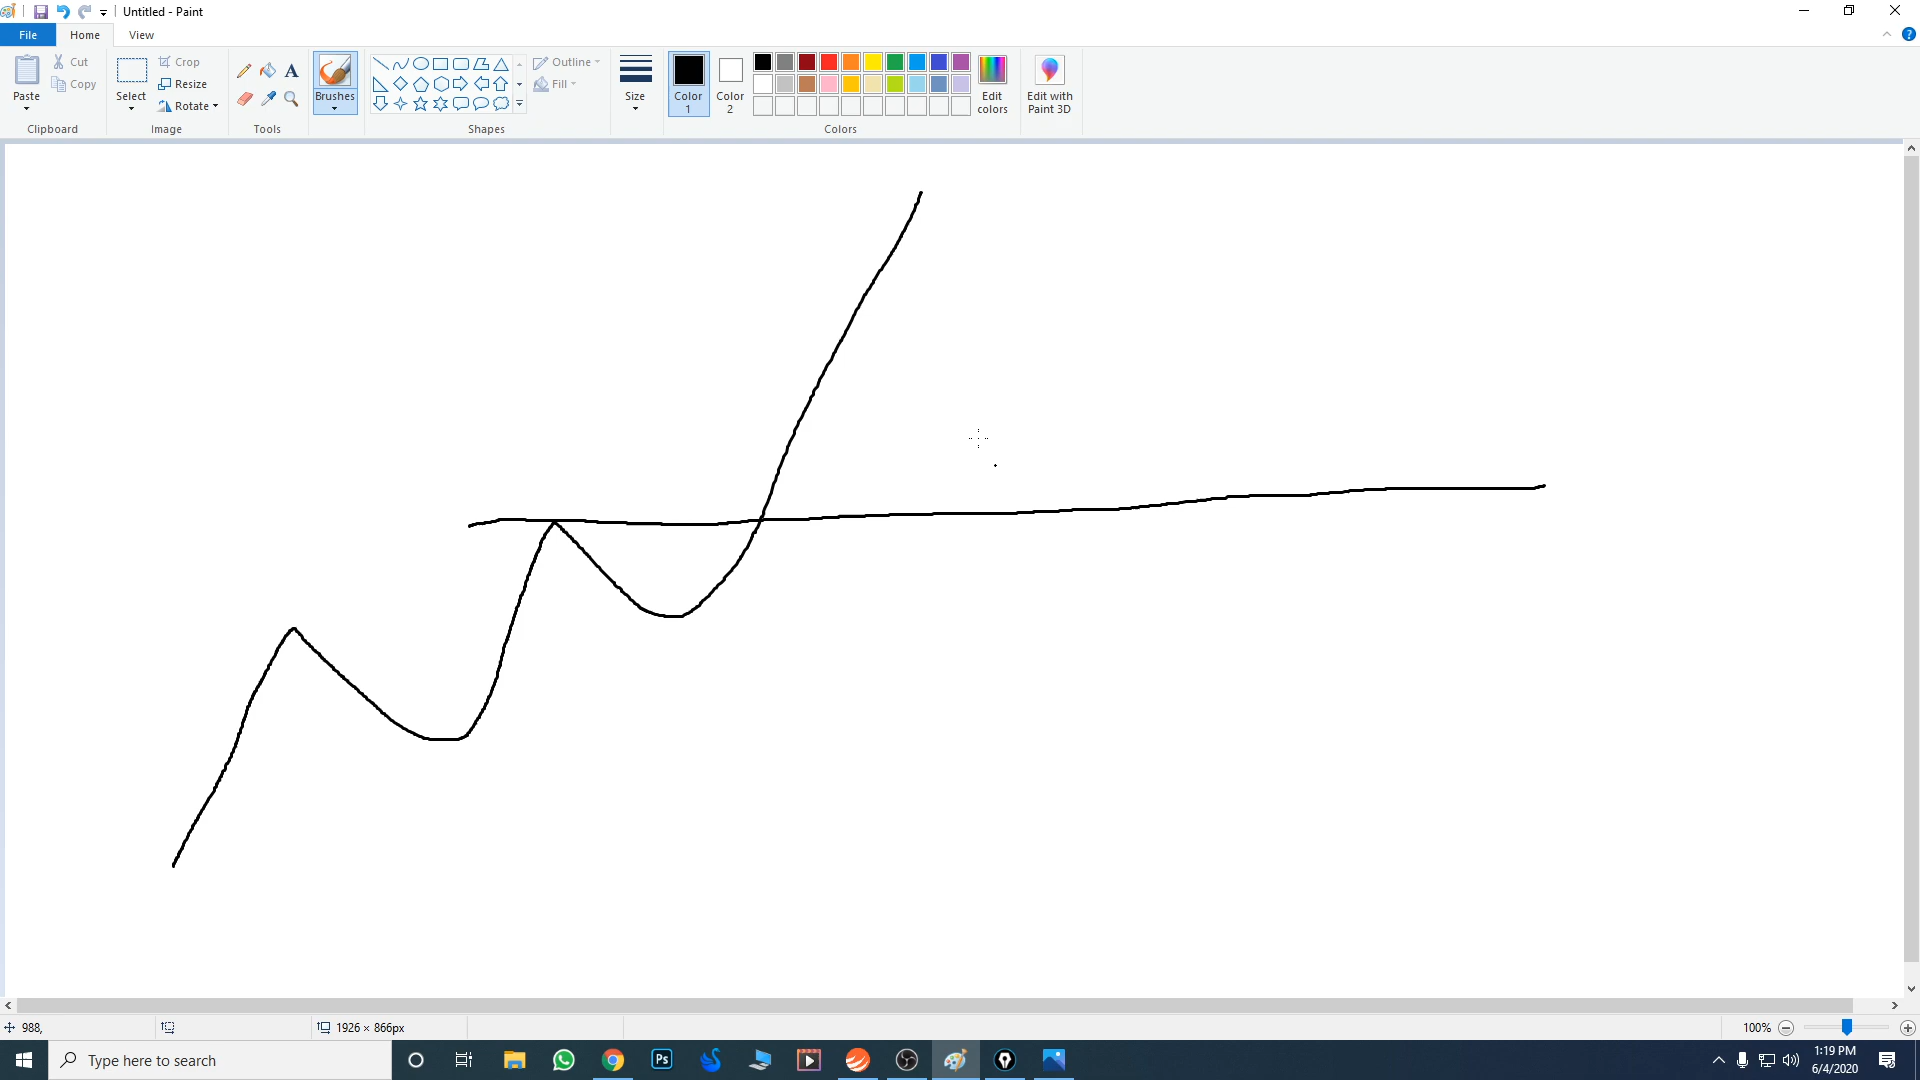 Untitled - Paint
File Home View
Paste
Cut
Copy
Clipboard
Select
Crop
Resize
Rotate
Image
A
Tools
Brushes
Outline
Fill
Shapes
Size
Color 1
Color 2
Edit colors
Colors
Edit with Paint 3D
988,
1926 × 866px
100%
Type here to search
Ps
1:19 PM
6/4/2020